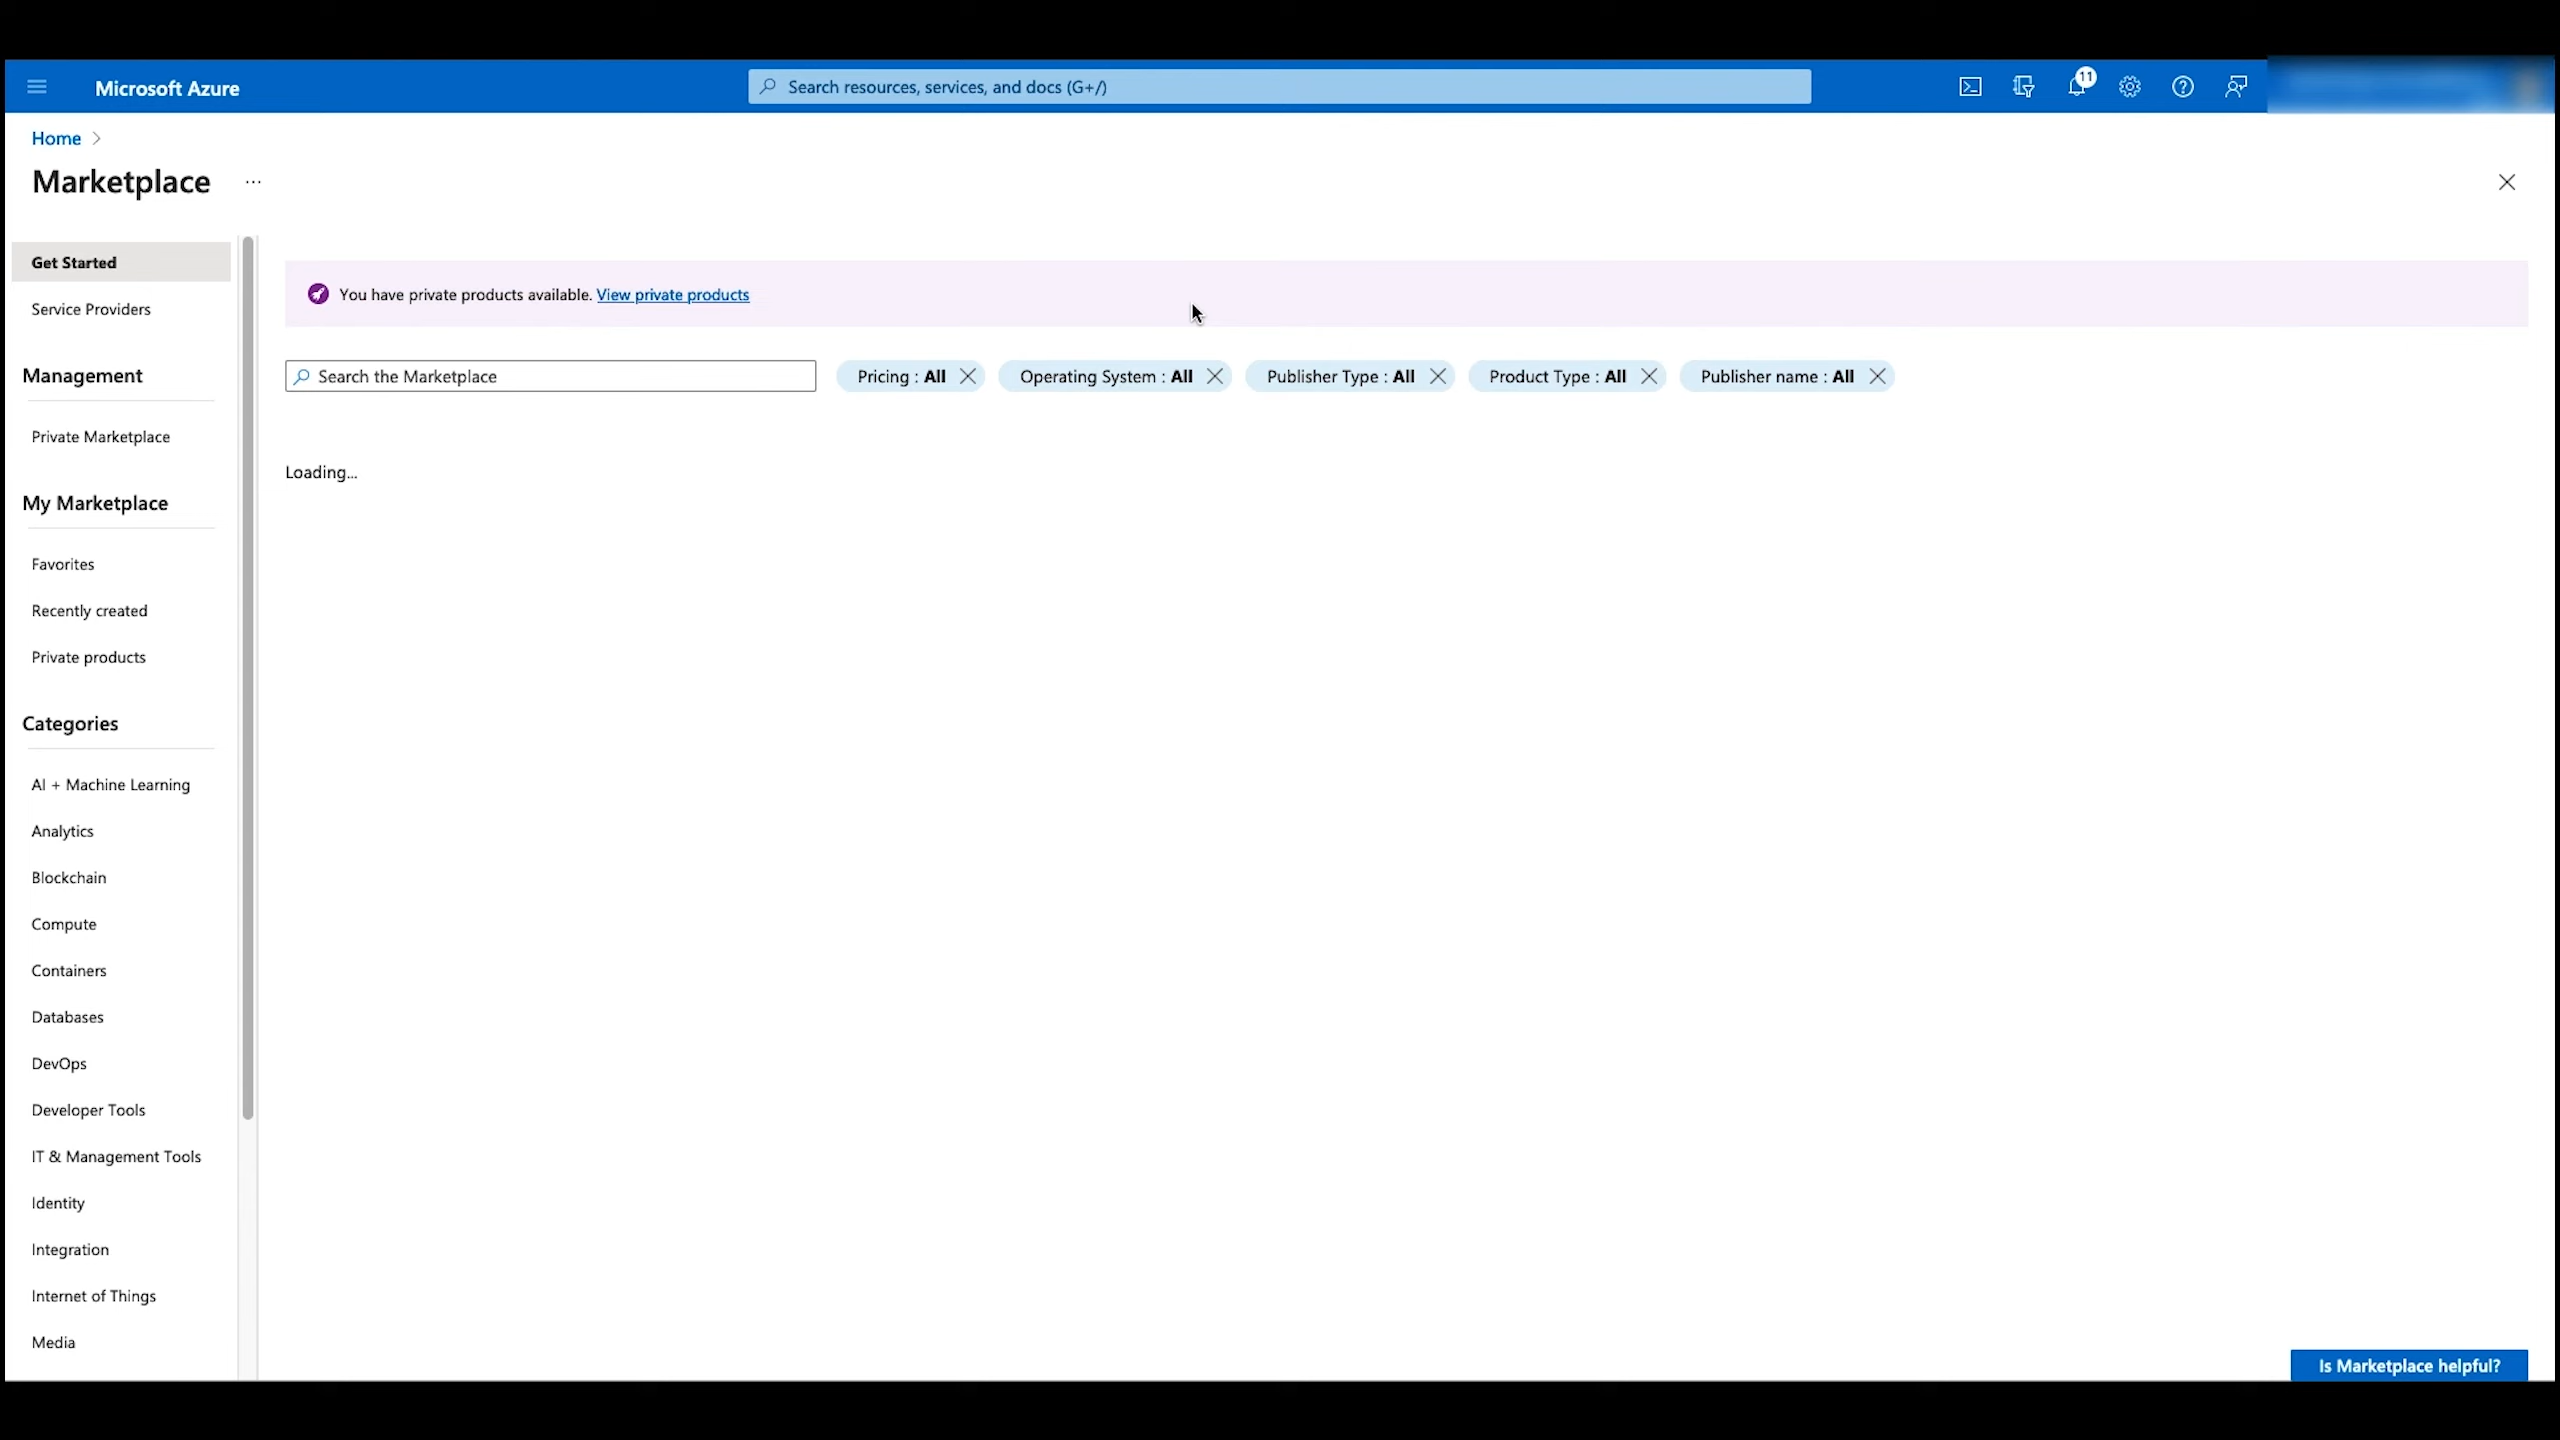 Microsoft Azure
Search resources, services, and docs (G+/)
11
Home
Marketplace
Get Started
Service Providers
Management
Private Marketplace
My Marketplace
Favorites
Recently created
Private products
Categories
AI + Machine Learning
Analytics
Blockchain
Compute
Containers
Databases
DevOps
Developer Tools
IT & Management Tools
Identity
Integration
Internet of Things
Media
You have private products available. View private products
Search the Marketplace
Pricing : All
Operating System : All
Publisher Type : All
Product Type : All
Publisher name : All
Loading...
Is Marketplace helpful?